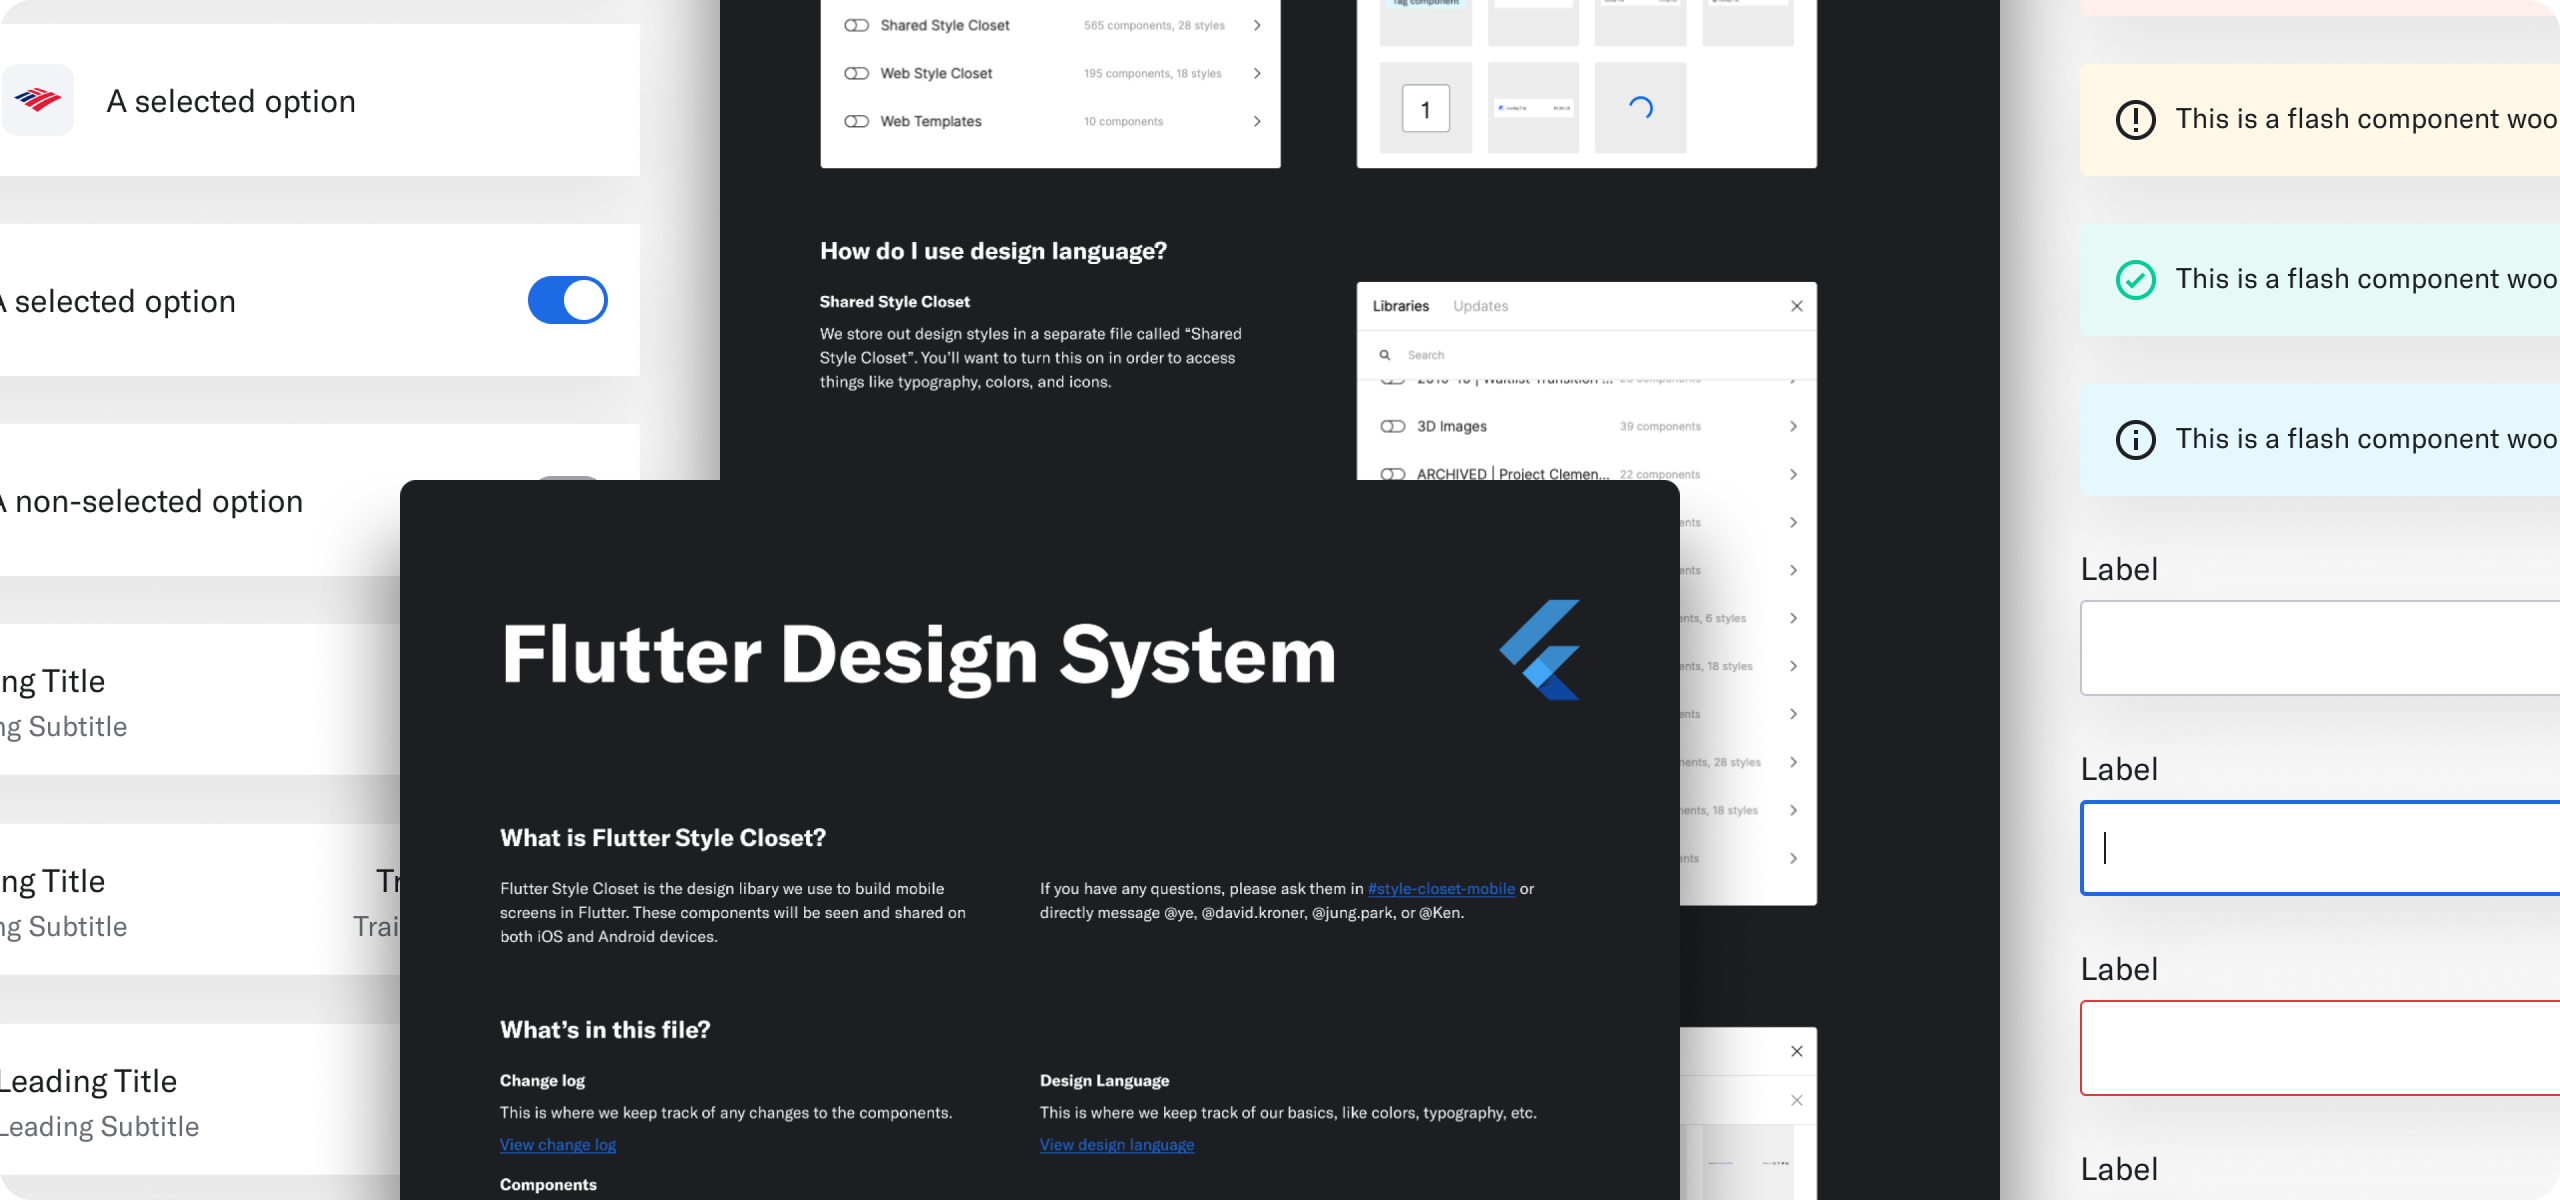 A selected option
A selected option
A non-selected option
ng Title
ng Subtitle
ng Title
ng Subtitle
Leading Title
Leading Subtitle
Shared Style Closet 565 components, 28 styles
Web Style Closet 195 components, 18 styles
Web Templates 10 components
Tag component
1
How do I use design language?
Shared Style Closet
We store out design styles in a separate file called “Shared
Style Closet”. You’ll want to turn this on in order to access
things like typography, colors, and icons.
Libraries Updates
Search
3D Images 39 components
ARCHIVED | Project Clemen... 22 components
ents
ents
ents, 6 styles
ents, 18 styles
ents
nents, 28 styles
nents, 18 styles
ents
Flutter Design System
What is Flutter Style Closet?
Flutter Style Closet is the design libary we use to build mobile
screens in Flutter. These components will be seen and shared on
both iOS and Android devices.
If you have any questions, please ask them in #style-closet-mobile or
directly message @ye, @david.kroner, @jung.park, or @Ken.
What’s in this file?
Change log
This is where we keep track of any changes to the components.
View change log
Design Language
This is where we keep track of our basics, like colors, typography, etc.
View design language
Components
This is a flash component woo
This is a flash component woo
This is a flash component woo
Label
Label
Label
Label